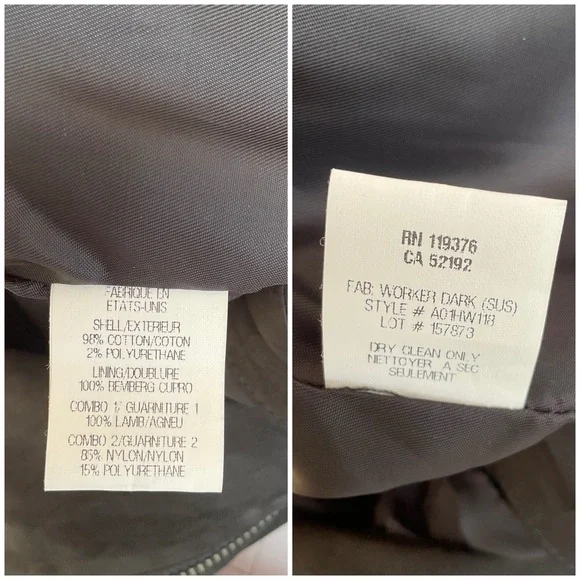 FABRIQUE EN
ETATS-UNIS
SHELL/EXTERIEUR
98% COTTON/COTON
2% POLYURETHANE
LINING/DOUBLURE
100% BEMBERG CUPRO
COMBO 1/ GUARNITURE 1
100% LAMB/AGNEU
COMBO 2/GUARNITURE 2
85% NYLON/NYLON
15% POLYURETHANE
RN 119376
CA 52192
FAB: WORKER DARK (SUS)
STYLE # A01HW118
LOT # 157873
DRY CLEAN ONLY
NETTOYER A SEC
SEULEMENT